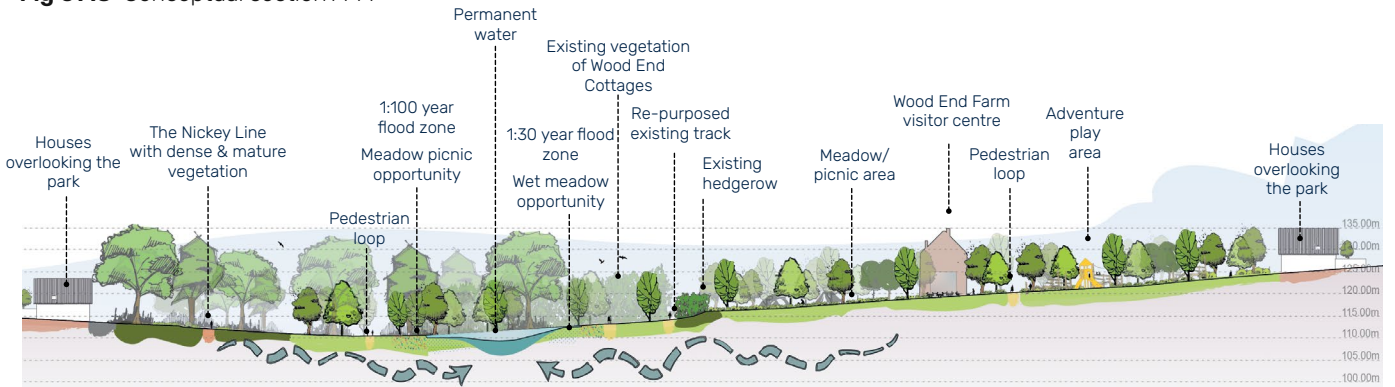 Permanent
water
Existing vegetation
of Wood End
Cottages
1:100 year
flood zone
Meadow picnic
opportunity
1:30 year flood
zone
Wet meadow
opportunity
Re-purposed
existing track
Existing
hedgerow
Houses
overlooking the
park
The Nickey Line
with dense & mature
vegetation
Pedestrian
loop
Meadow/
picnic area
Wood End Farm
visitor centre
Pedestrian
loop
Adventure
play
area
Houses
overlooking
the park
135.00m
130.00m
125.00m
120.00m
115.00m
110.00m
105.00m
100.00m